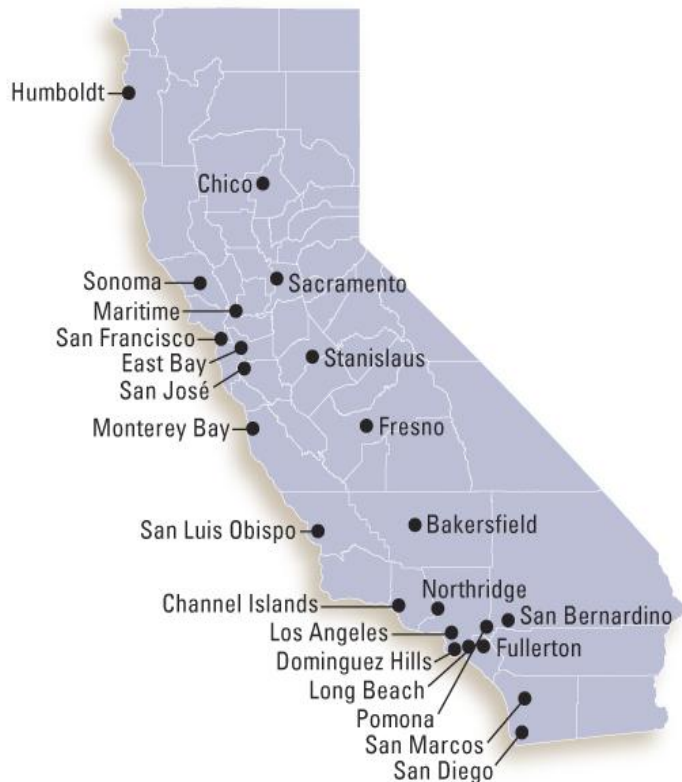 Humboldt
Chico
Sonoma
Sacramento
Maritime
San Francisco
East Bay
Stanislaus
San José
Monterey Bay
Fresno
San Luis Obispo
Bakersfield
Northridge
Channel Islands
San Bernardino
Los Angeles
Dominguez Hills
Fullerton
Long Beach
Pomona
San Marcos
San Diego